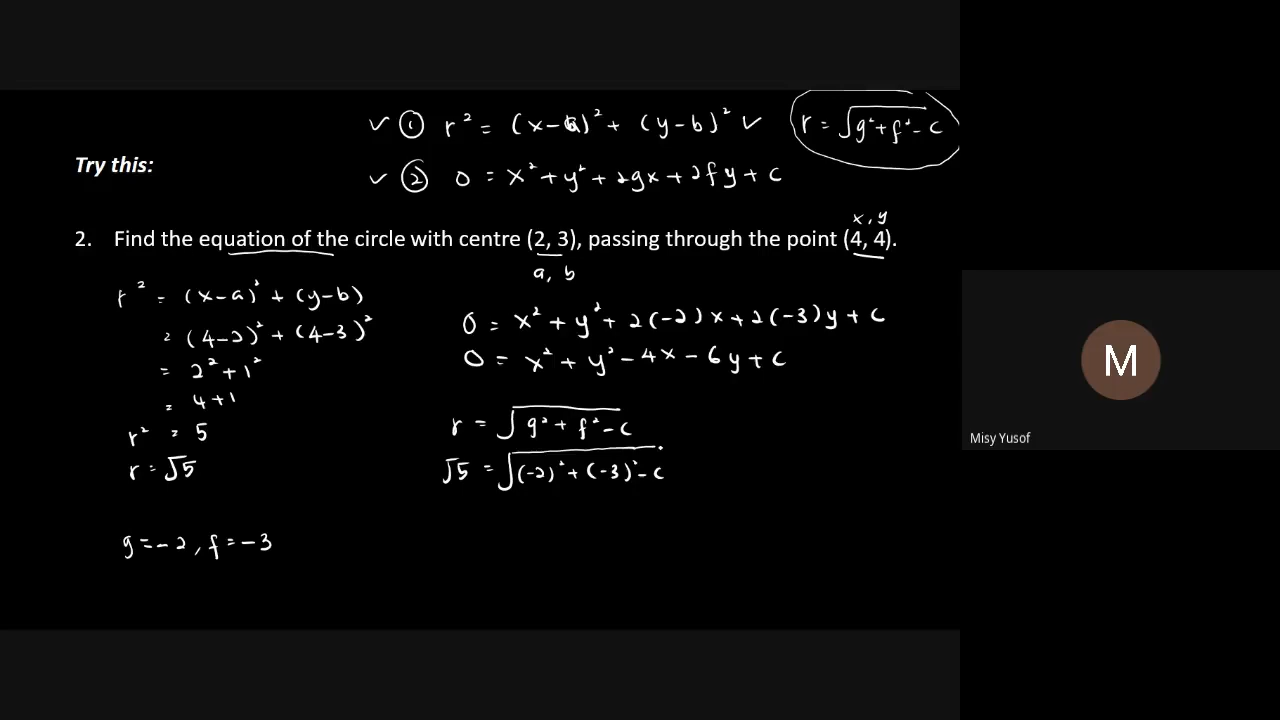 ✓ ① r² = (x-a)² + (y-b)² ✓
r = √g²+f²-c
Try this:
✓ ② 0 = x² + y² + 2gx + 2fy + c
x, y
2. Find the equation of the circle with centre (2, 3), passing through the point (4, 4).
a, b
r² = (x-a)² + (y-b)
= (4-2)² + (4-3)²
= 2² + 1²
= 4+1
r² = 5
r = √5
g = -2, f = -3
0 = x² + y² + 2(-2)x + 2(-3)y + c
0 = x² + y² - 4x - 6y + c
r = √g² + f² - c
√5 = √(-2)² + (-3)² - c
M
Misy Yusof